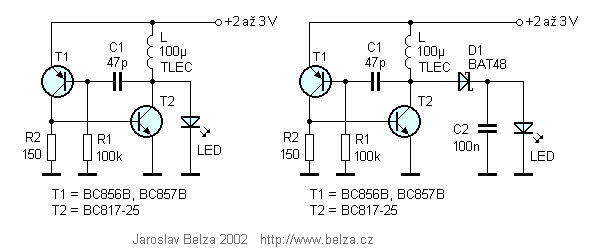 +2 až 3 V
L
100µ
TLEC
C1
47p
T1
T2
R2
150
R1
100k
LED
T1 = BC856B, BC857B
T2 = BC817-25
+2 až 3 V
L
100µ
TLEC
D1
BAT48
C1
47p
T1
T2
C2
100n
R2
150
R1
100k
LED
T1 = BC856B, BC857B
T2 = BC817-25
Jaroslav Belza 2002 http://www.belza.cz